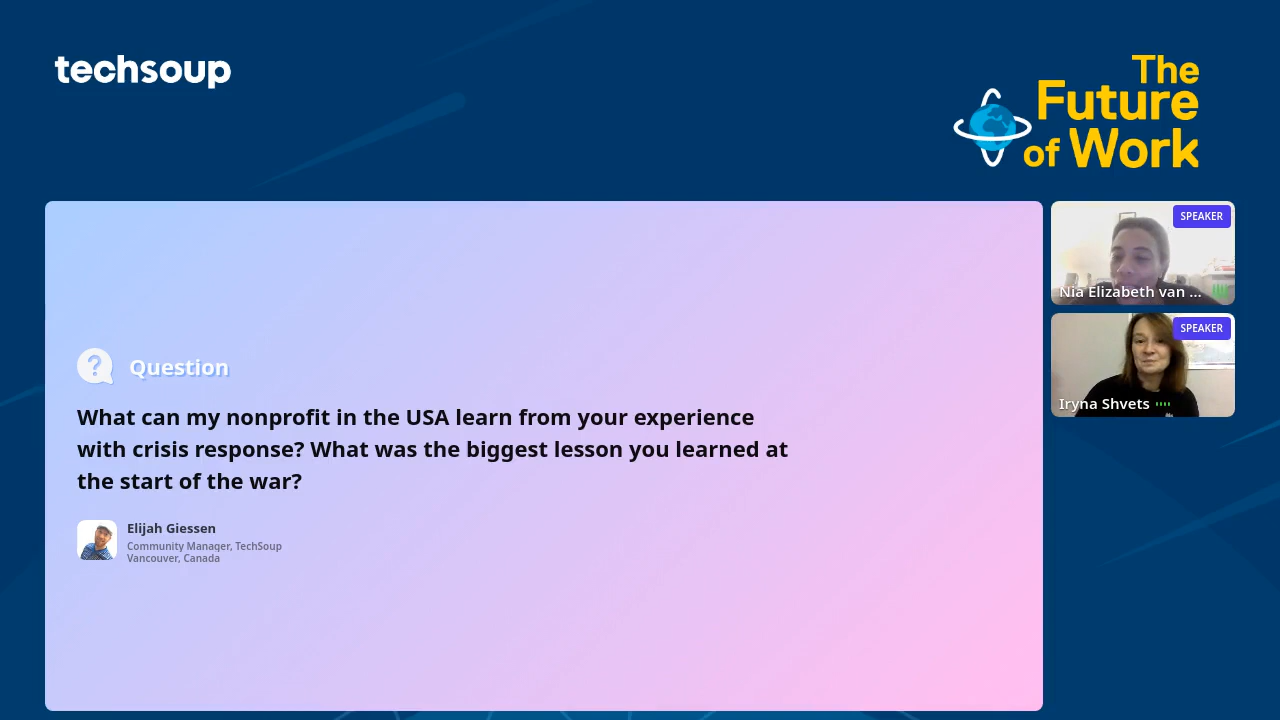 techsoup
The
Future
of Work
SPEAKER
Nia Elizabeth van ...
SPEAKER
Iryna Shvets
Question
What can my nonprofit in the USA learn from your experience
with crisis response? What was the biggest lesson you learned at
the start of the war?
Elijah Giessen
Community Manager, TechSoup
Vancouver, Canada